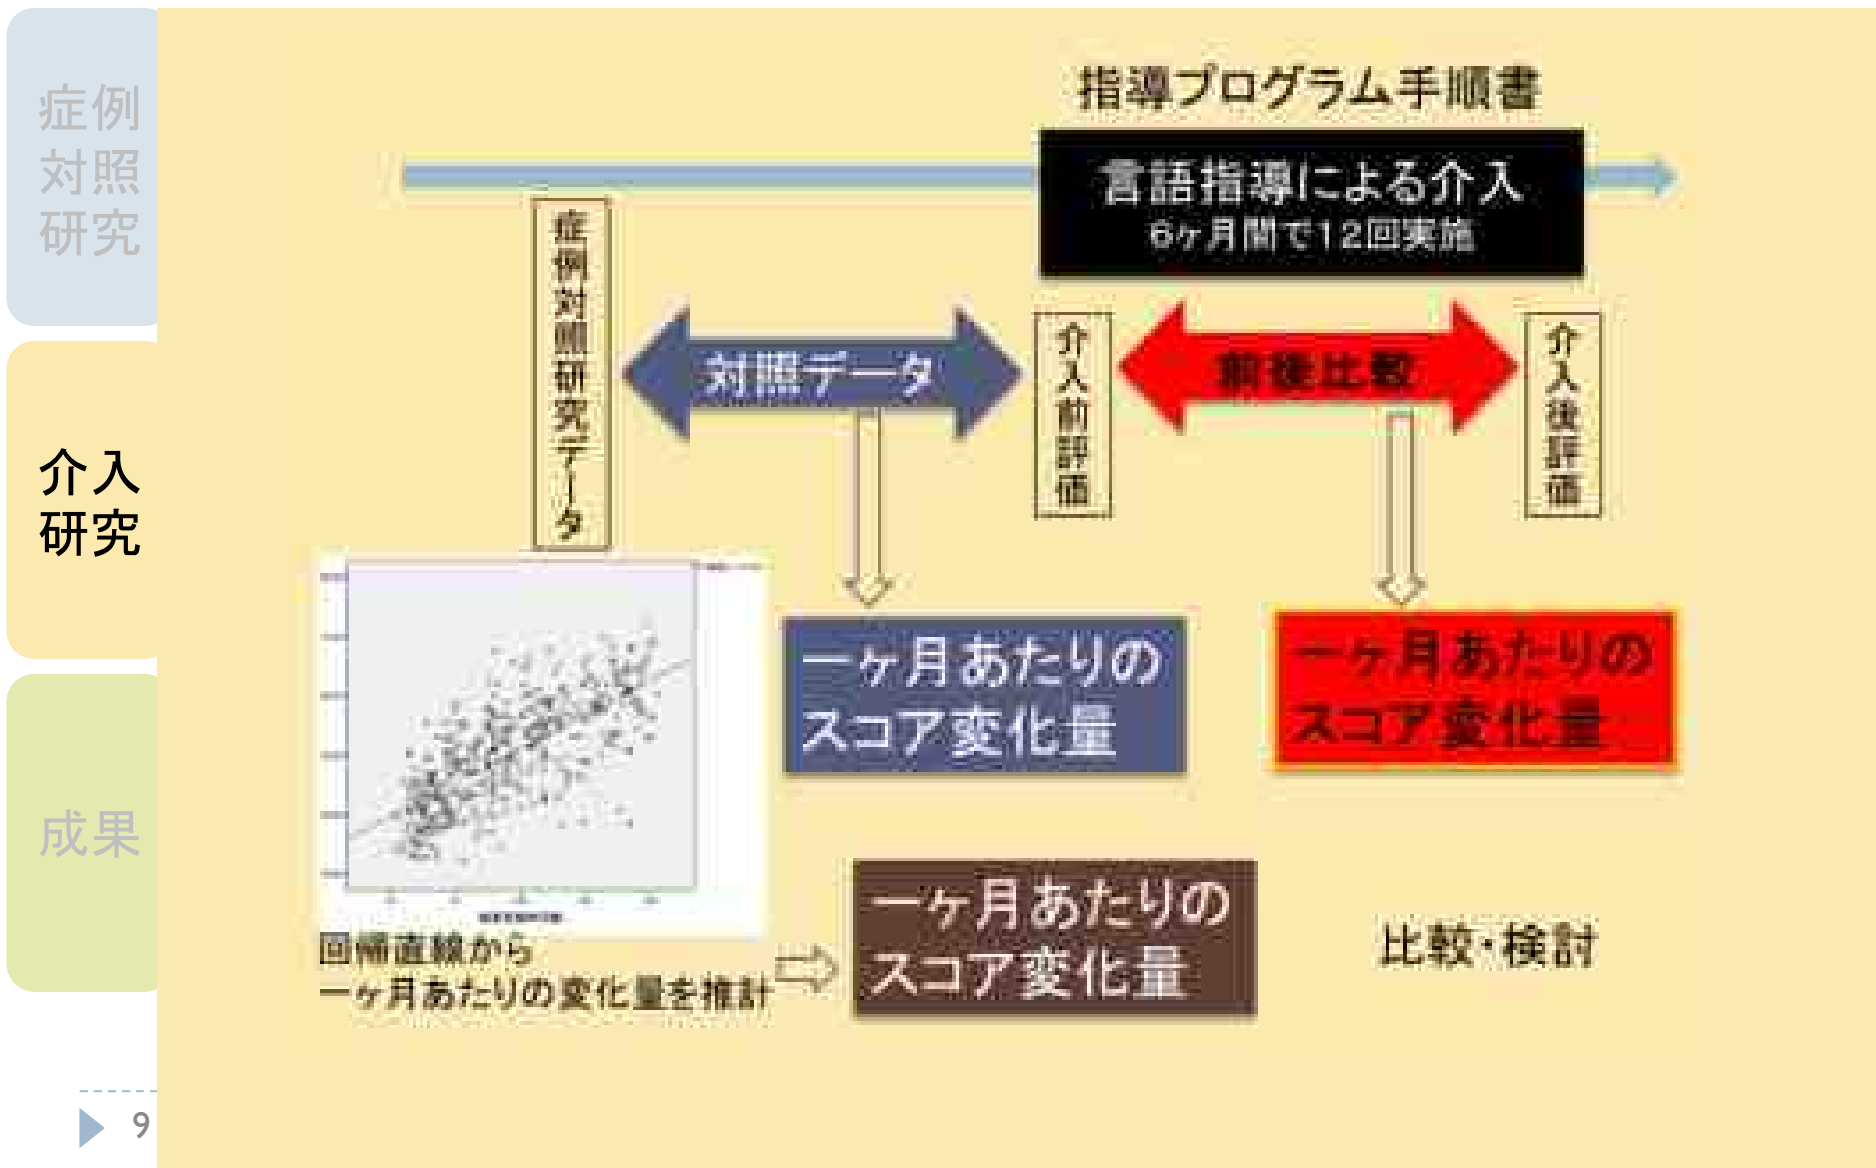 症例
対照
研究
介入
研究
成果
9
指導プログラム手順書
言語指導による介入
6ヶ月間で12回実施
症例対照研究データ
対照データ
介入前評価
前後比較
介入後評価
一ヶ月あたりの
スコア変化量
一ヶ月あたりの
スコア変化量
回帰直線から
一ヶ月あたりの変化量を推計
一ヶ月あたりの
スコア変化量
比較・検討